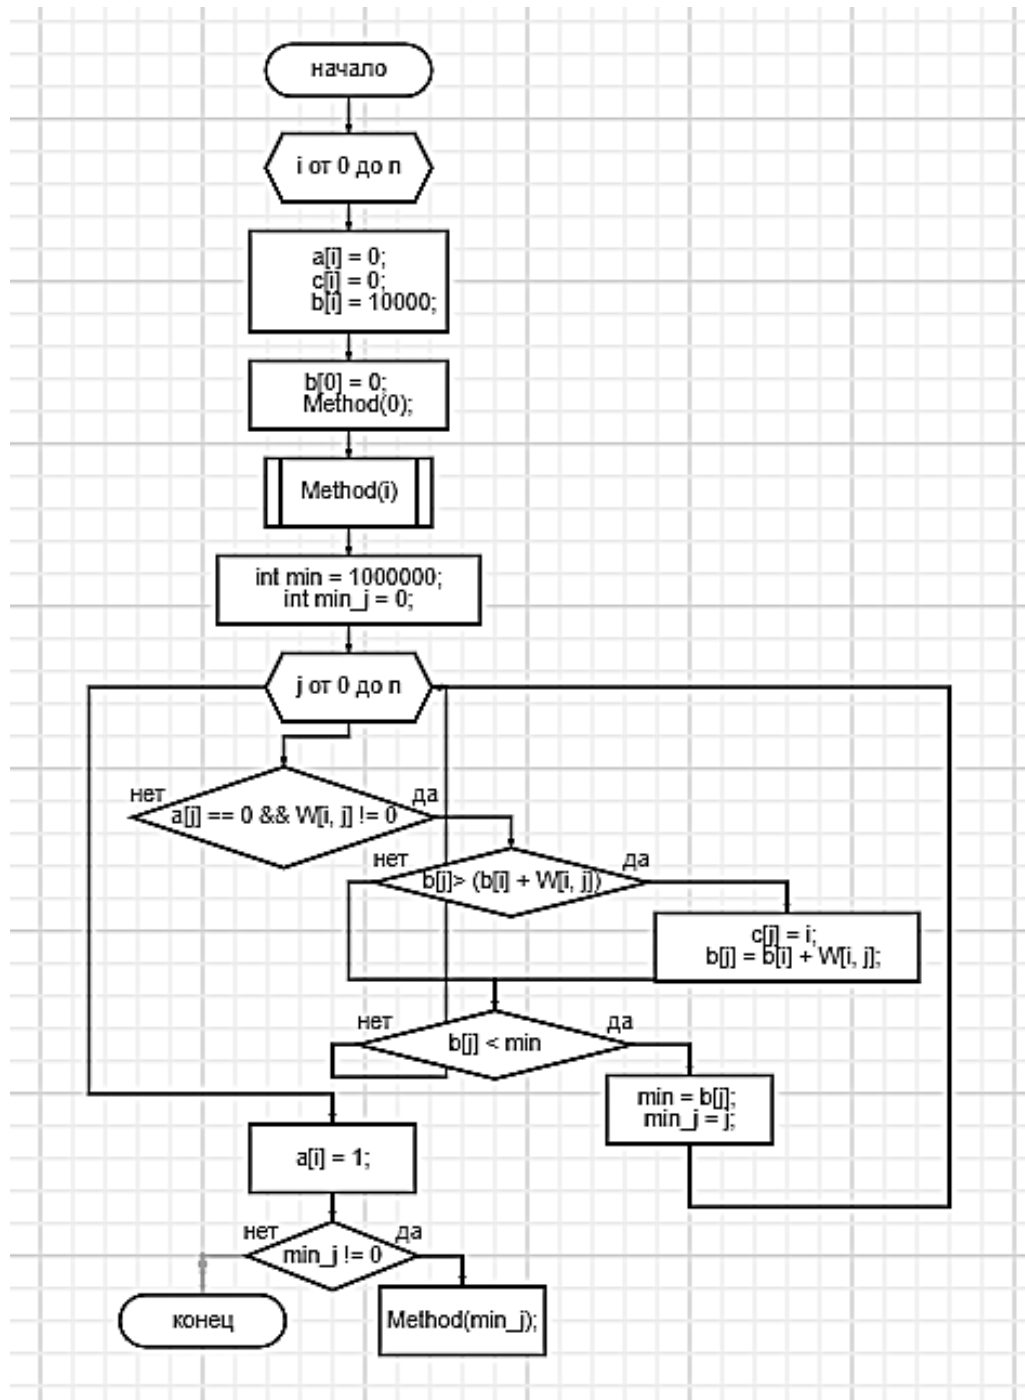 начало
i от 0 до n
a[i] = 0;
c[i] = 0;
b[i] = 10000;
b[0] = 0;
Method(0);
Method(i)
int min = 1000000;
int min_j = 0;
j от 0 до n
нет
да
a[j] == 0 && W[i, j] != 0
нет
да
b[j]> (b[i] + W[i, j])
c[j] = i;
b[j] = b[i] + W[i, j];
нет
да
b[j] < min
min = b[j];
min_j = j;
a[i] = 1;
нет
да
min_j != 0
конец
Method(min_j);